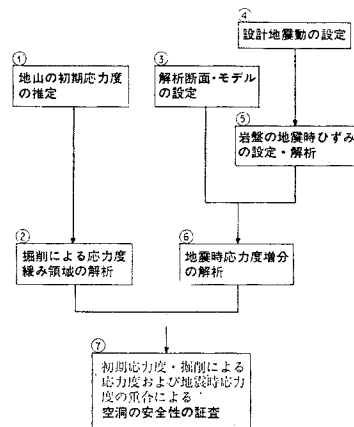 ④
設計地震動の設定
①
地山の初期応力度
の推定
③
解析断面・モデル
の設定
⑤
岩盤の地震時ひずみ
の設定・解析
②
掘削による応力度
緩み領域の解析
⑥
地震時応力度増分
の解析
⑦
初期応力度・掘削による
応力度および地震時応力
度の重合による
空洞の安全性の証査